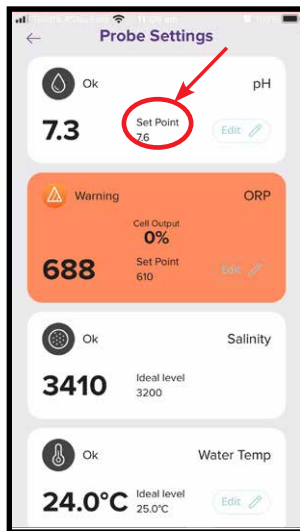 Probe Settings
Ok
pH
7.3
Set Point
7.6
Edit
Warning
ORP
Cell Output
0%
688
Set Point
610
Edit
Ok
Salinity
3410
Ideal level
3200
Ok
Water Temp
24.0°C
Ideal level
25.0°C
Edit